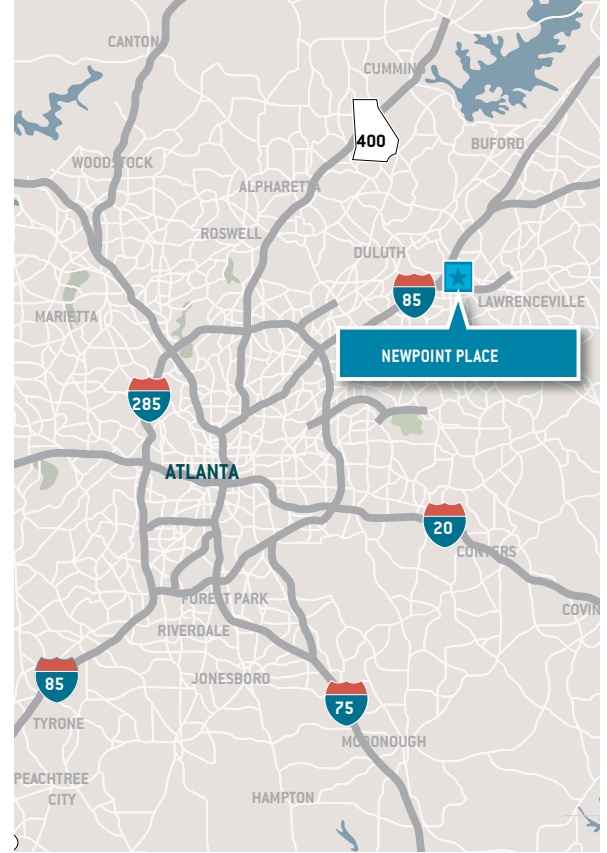 CANTON
CUMMING
400
BUFORD
WOODSTOCK
ALPHARETTA
ROSWELL
DULUTH
85
LAWRENCEVILLE
MARIETTA
NEWPOINT PLACE
285
ATLANTA
20
CONYERS
FOREST PARK
COVIN
RIVERDALE
JONESBORO
85
75
TYRONE
MCDONOUGH
PEACHTREE
CITY
HAMPTON